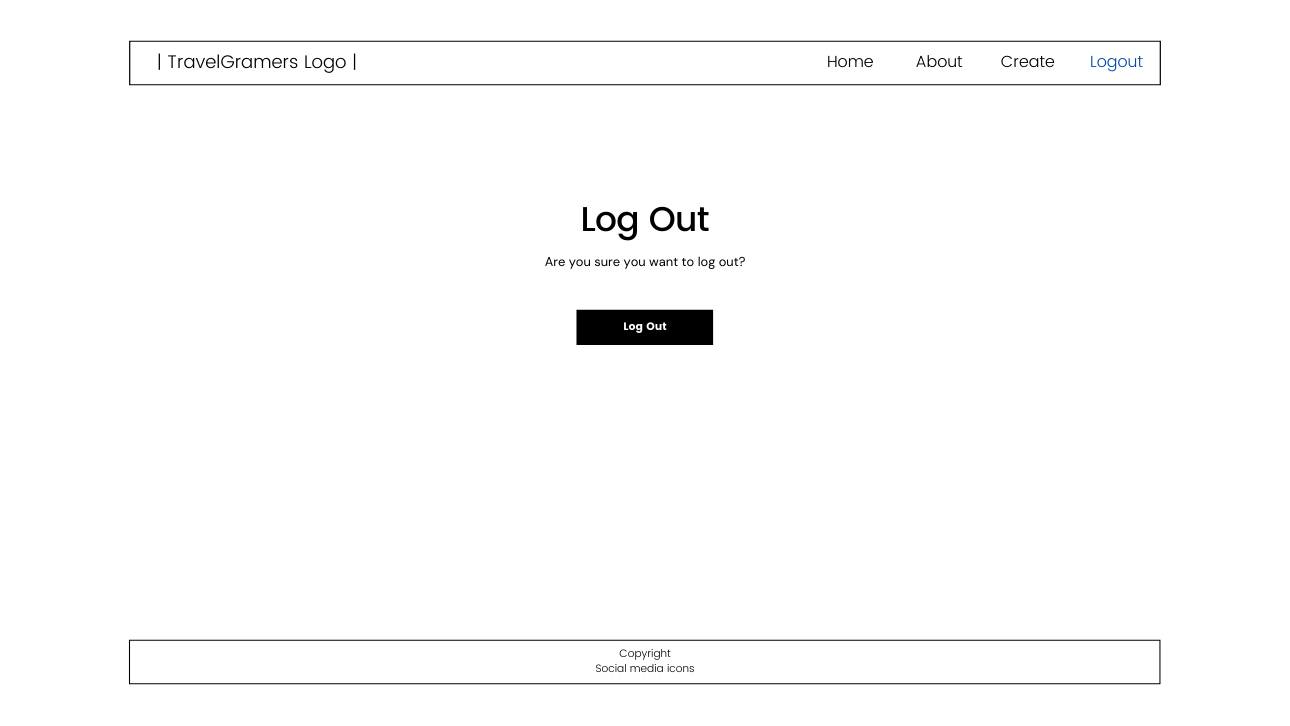 | TravelGramers Logo | Home About Create Logout
Log Out
Are you sure you want to log out?
Log Out
Copyright
Social media icons